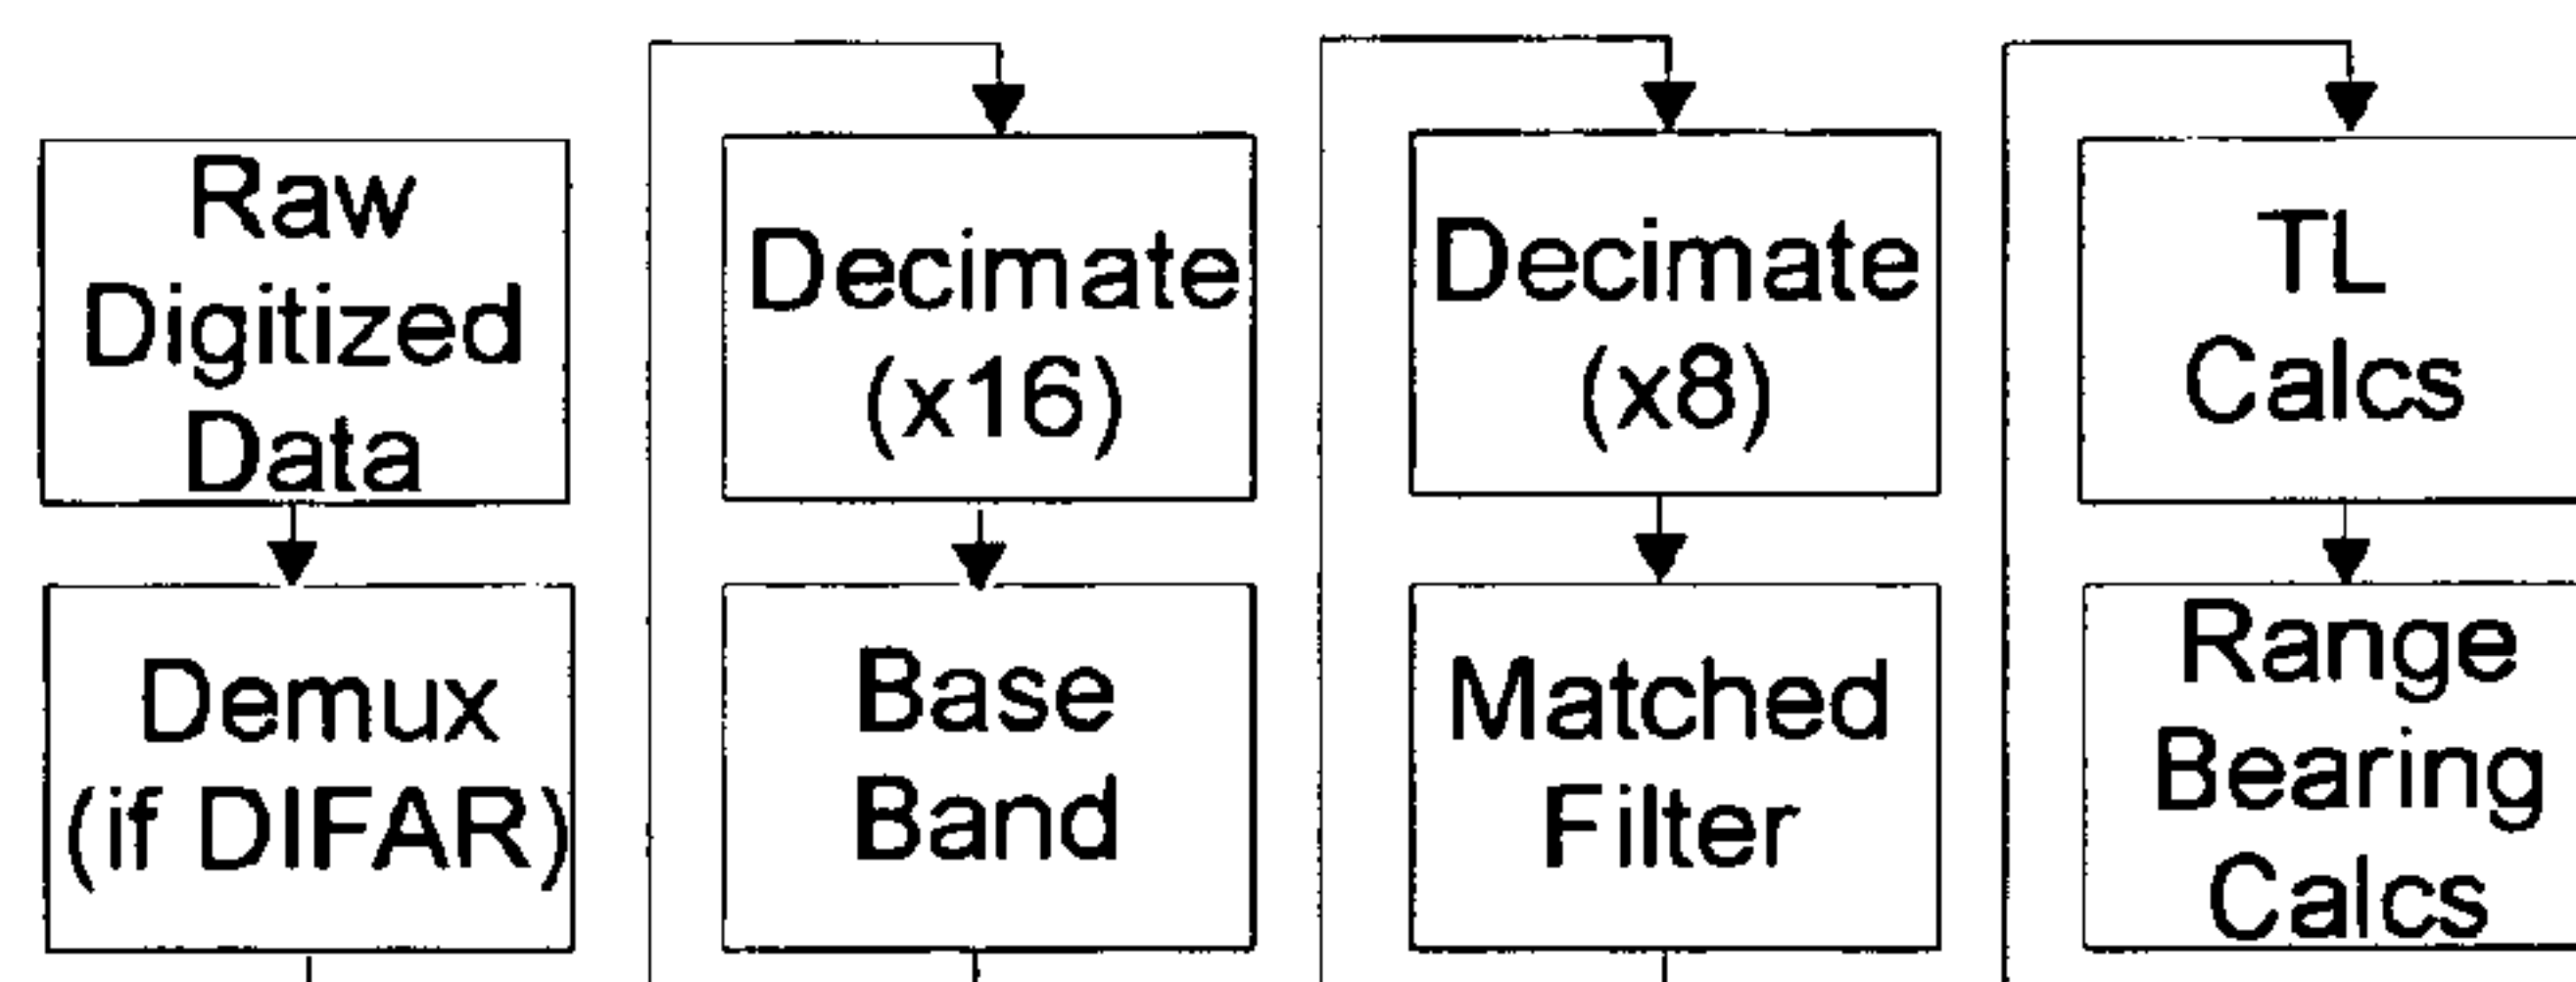 Raw
Digitized
Data
Demux
(if DIFAR)
Decimate
(x16)
Base
Band
Decimate
(x8)
Matched
Filter
TL
Calcs
Range
Bearing
Calcs